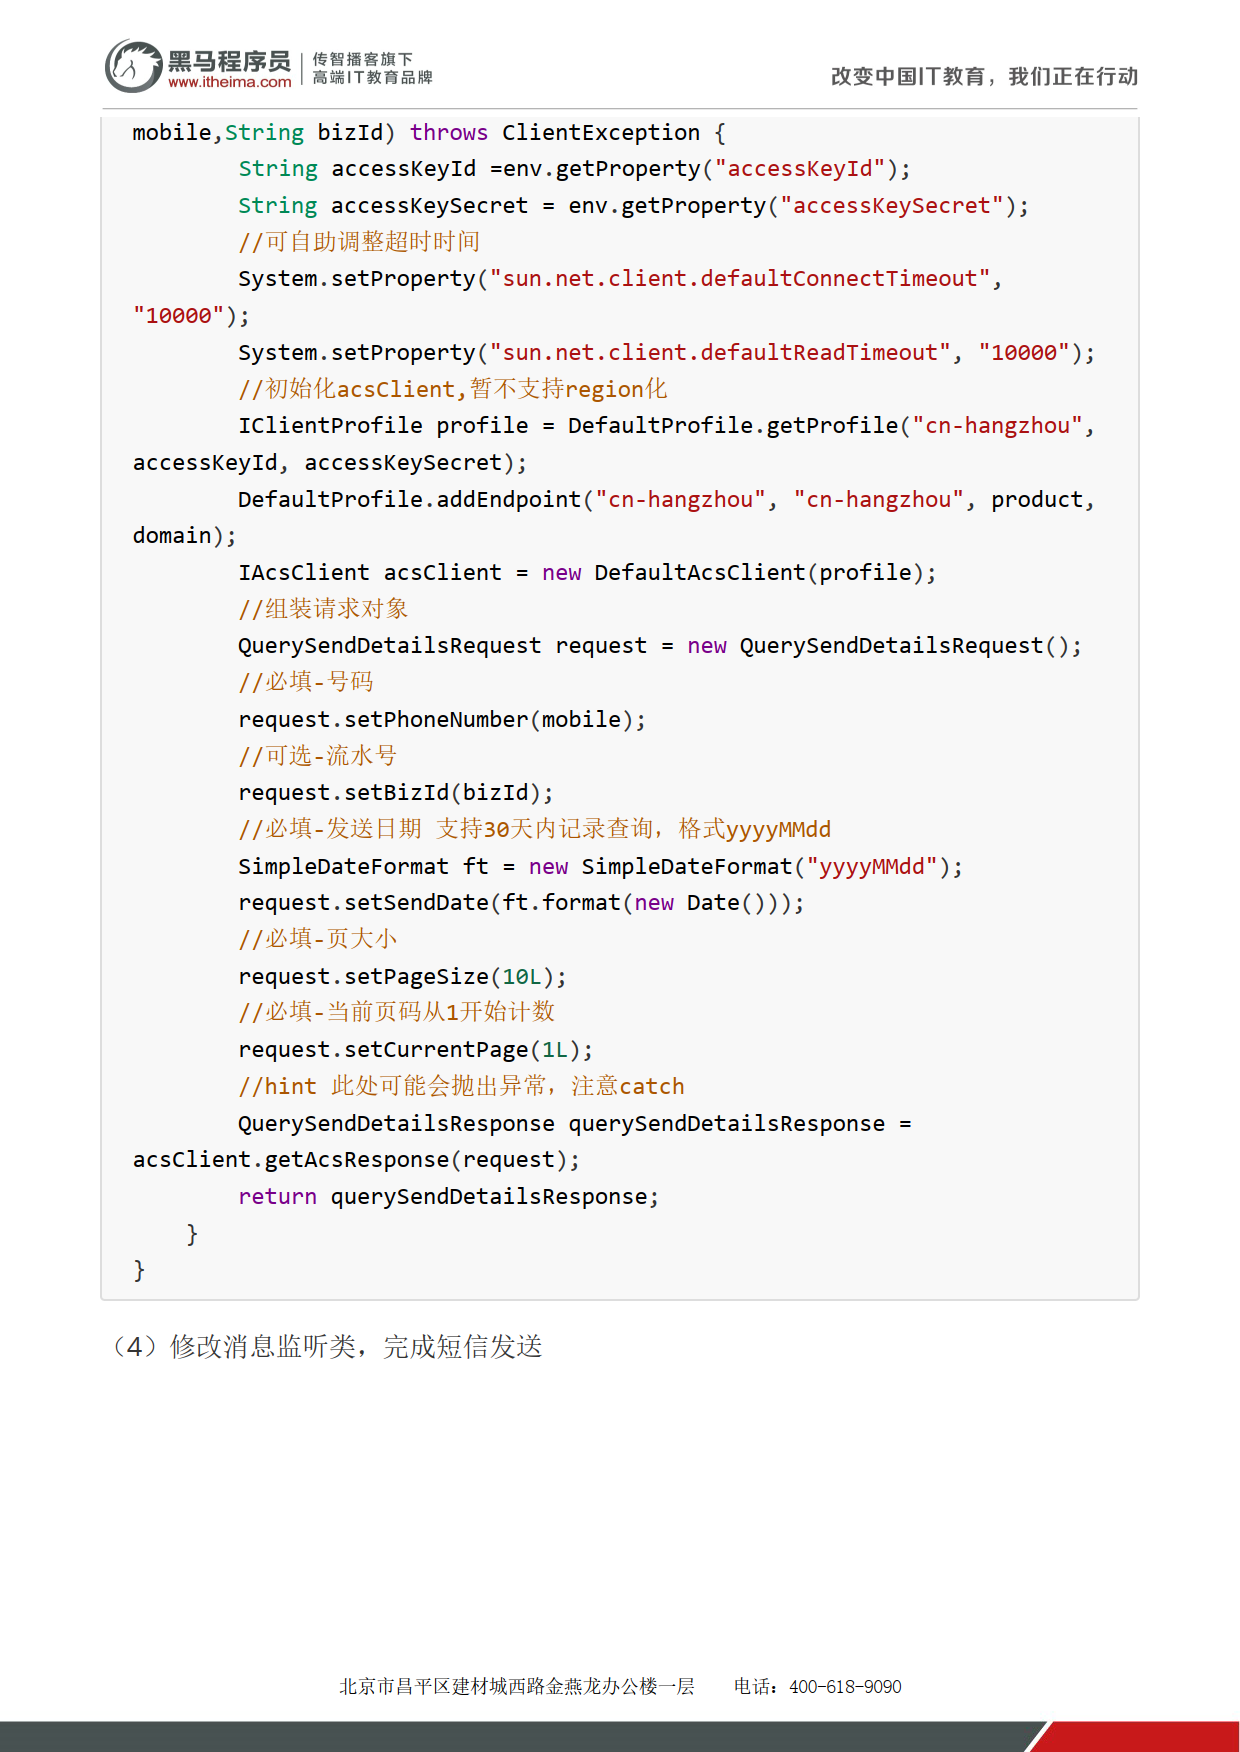 黑马程序员
www.itheima.com
传智播客旗下
高端IT教育品牌
改变中国IT教育，我们正在行动
mobile,String bizId) throws ClientException {
        String accessKeyId =env.getProperty("accessKeyId");
        String accessKeySecret = env.getProperty("accessKeySecret");
        //可自助调整超时时间
        System.setProperty("sun.net.client.defaultConnectTimeout",
"10000");
        System.setProperty("sun.net.client.defaultReadTimeout", "10000");
        //初始化acsClient,暂不支持region化
        IClientProfile profile = DefaultProfile.getProfile("cn-hangzhou",
accessKeyId, accessKeySecret);
        DefaultProfile.addEndpoint("cn-hangzhou", "cn-hangzhou", product,
domain);
        IAcsClient acsClient = new DefaultAcsClient(profile);
        //组装请求对象
        QuerySendDetailsRequest request = new QuerySendDetailsRequest();
        //必填-号码
        request.setPhoneNumber(mobile);
        //可选-流水号
        request.setBizId(bizId);
        //必填-发送日期 支持30天内记录查询，格式yyyyMMdd
        SimpleDateFormat ft = new SimpleDateFormat("yyyyMMdd");
        request.setSendDate(ft.format(new Date()));
        //必填-页大小
        request.setPageSize(10L);
        //必填-当前页码从1开始计数
        request.setCurrentPage(1L);
        //hint 此处可能会抛出异常，注意catch
        QuerySendDetailsResponse querySendDetailsResponse =
acsClient.getAcsResponse(request);
        return querySendDetailsResponse;
    }
}
（4）修改消息监听类，完成短信发送
北京市昌平区建材城西路金燕龙办公楼一层 电话：400-618-9090